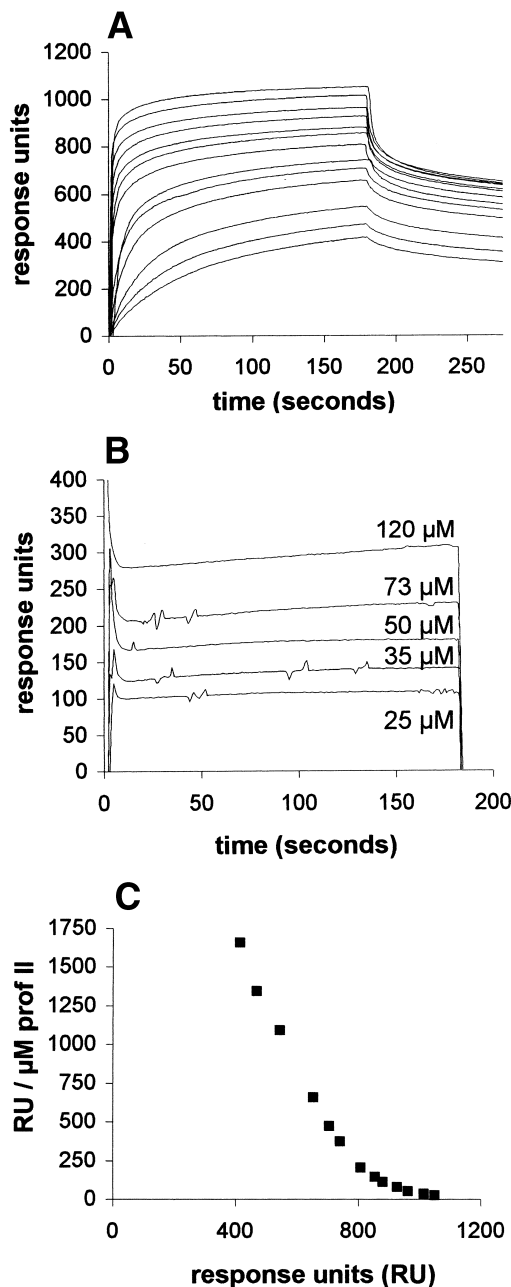 A
1200
1000
800
600
400
200
0
response units
0 50 100 150 200 250
time (seconds)
B
400
350
300
250
200
150
100
50
0
response units
120 µM
73 µM
50 µM
35 µM
25 µM
0 50 100 150 200
time (seconds)
C
1750
1500
1250
1000
750
500
250
0
RU / µM prof II
0 400 800 1200
response units (RU)